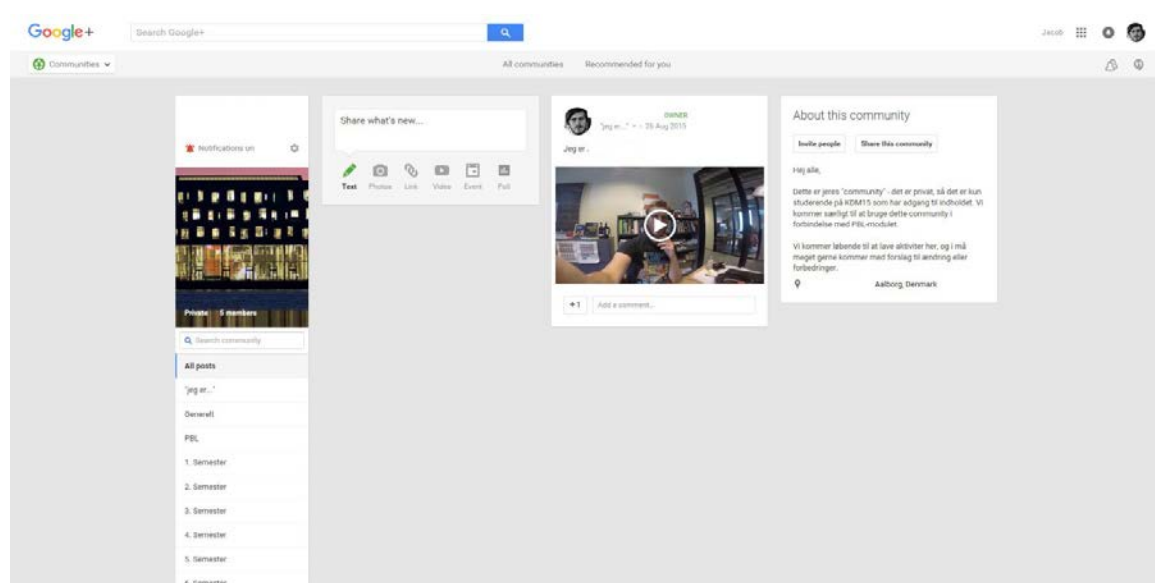 Google+
Search Google+
Jacob
Communities
All communities
Recommended for you
Notifications on
Private 5 members
Search community
All posts
"jeg er..."
Generelt
PBL
1. Semester
2. Semester
3. Semester
4. Semester
5. Semester
6. Semester
Share what's new...
Text Photos Link Video Event Poll
OWNER
"jeg er..." 26 Aug 2015
Jeg er .
+1
Add a comment...
About this community
Invite people
Share this community
Hej alle,
Dette er jeres "community" - det er privat, så det er kun
studerende på KDM15 som har adgang til indholdet. Vi
kommer særligt til at bruge dette community i
forbindelse med PBL-modulet.
Vi kommer løbende til at lave aktiviter her, og i må
meget gerne kommer med forslag til ændring eller
forbedringer.
Aalborg, Denmark